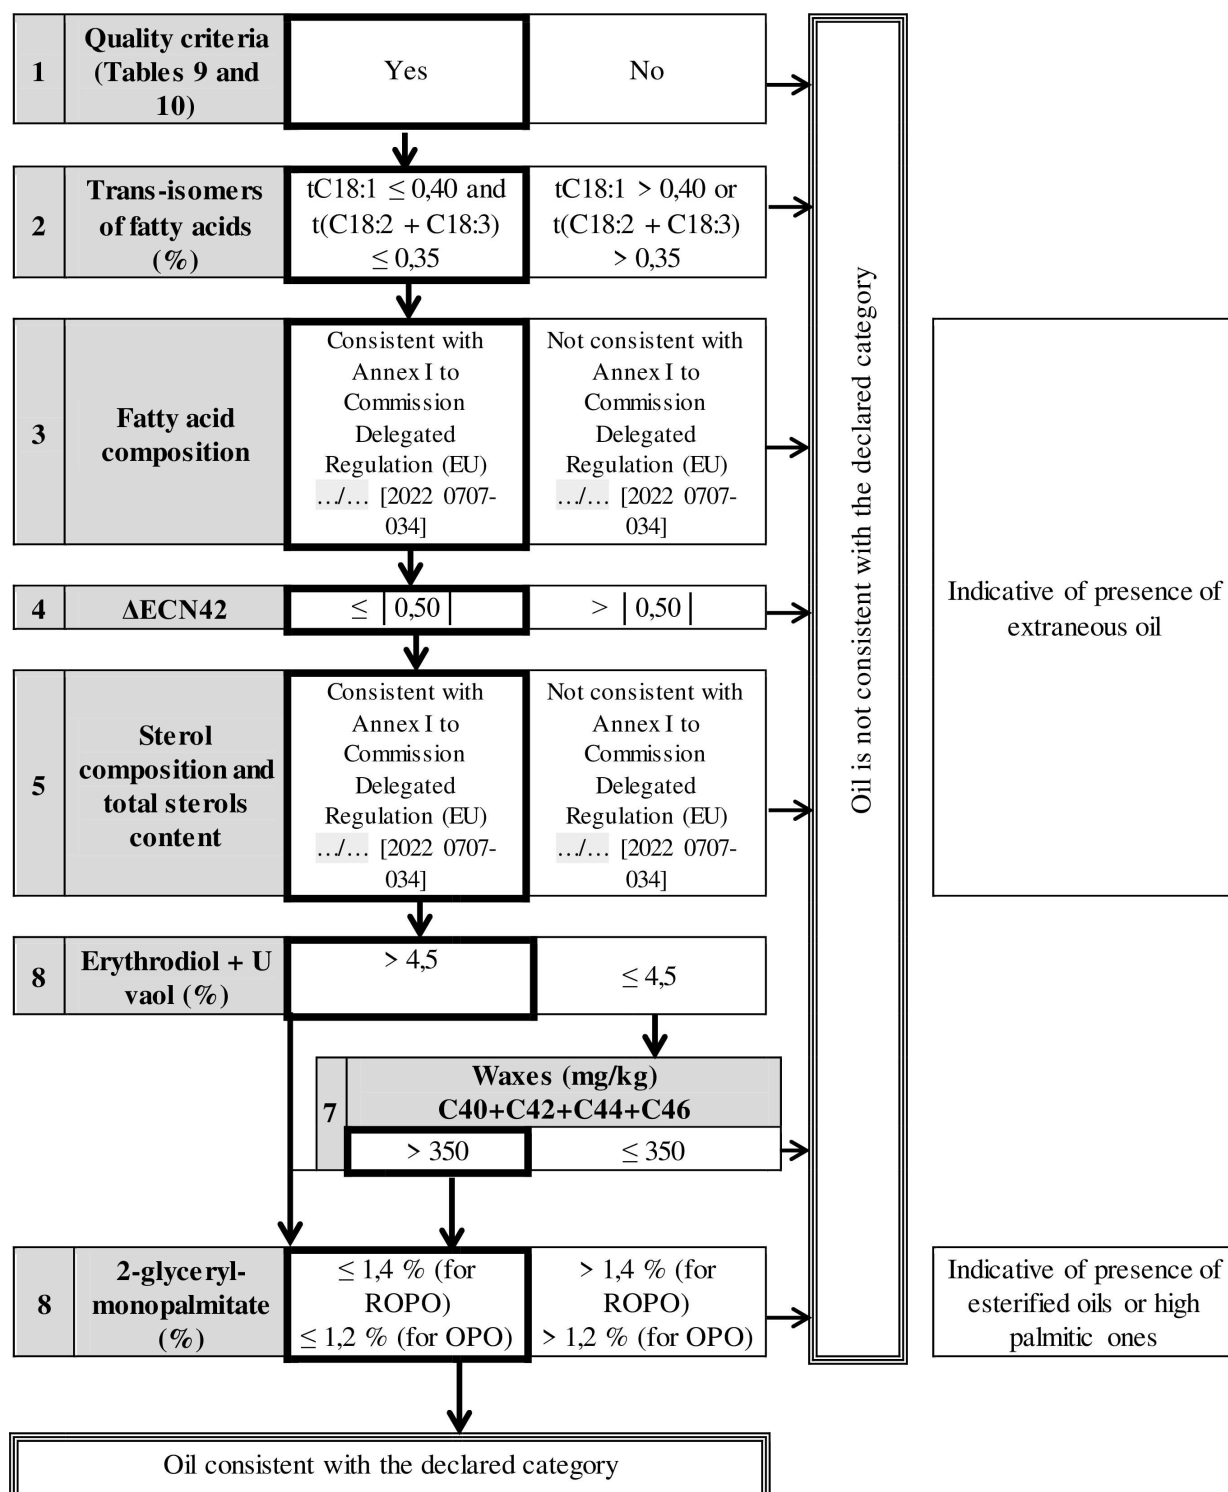 1
Quality criteria
(Tables 9 and
10)
Yes
No
2
Trans-isomers
of fatty acids
(%)
tC18:1 ≤ 0,40 and
t(C18:2 + C18:3)
≤ 0,35
tC18:1 > 0,40 or
t(C18:2 + C18:3)
> 0,35
3
Fatty acid
composition
Consistent with
Annex I to
Commission
Delegated
Regulation (EU)
…/… [2022 0707-
034]
Not consistent with
Annex I to
Commission
Delegated
Regulation (EU)
…/… [2022 0707-
034]
4
ΔECN42
≤ |0,50|
> |0,50|
5
Sterol
composition and
total sterols
content
Consistent with
Annex I to
Commission
Delegated
Regulation (EU)
…/… [2022 0707-
034]
Not consistent with
Annex I to
Commission
Delegated
Regulation (EU)
…/… [2022 0707-
034]
8
Erythrodiol + U
vaol (%)
> 4,5
≤ 4,5
7
Waxes (mg/kg)
C40+C42+C44+C46
> 350
≤ 350
8
2-glyceryl-
monopalmitate
(%)
≤ 1,4 % (for
ROPO)
≤ 1,2 % (for OPO)
> 1,4 % (for
ROPO)
> 1,2 % (for OPO)
Oil is not consistent with the declared category
Indicative of presence of
extraneous oil
Indicative of presence of
esterified oils or high
palmitic ones
Oil consistent with the declared category